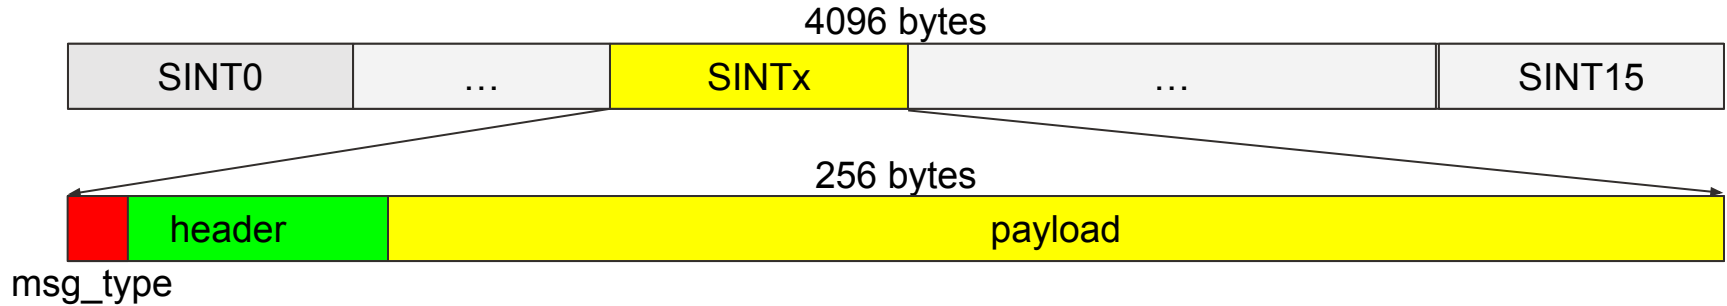 4096 bytes
SINT0 … SINTx … SINT15
256 bytes
header payload
msg_type